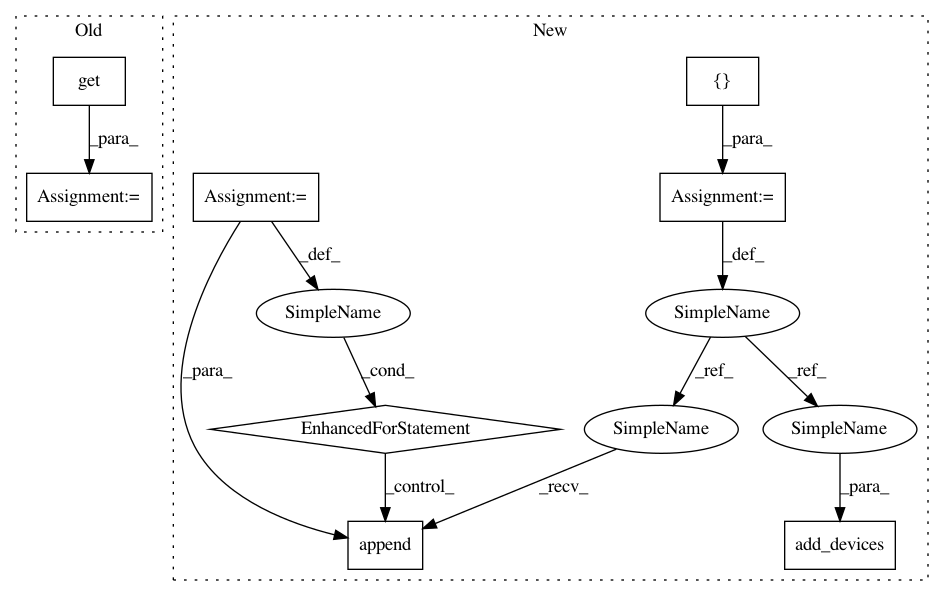 Old
New
get
{}
_para_
_para_
Assignment:=
Assignment:=
Assignment:=
_def_
_def_
SimpleName
SimpleName
_para_
_cond_
_ref_
_ref_
EnhancedForStatement
SimpleName
SimpleName
_control_
_recv_
_para_
append
add_devices